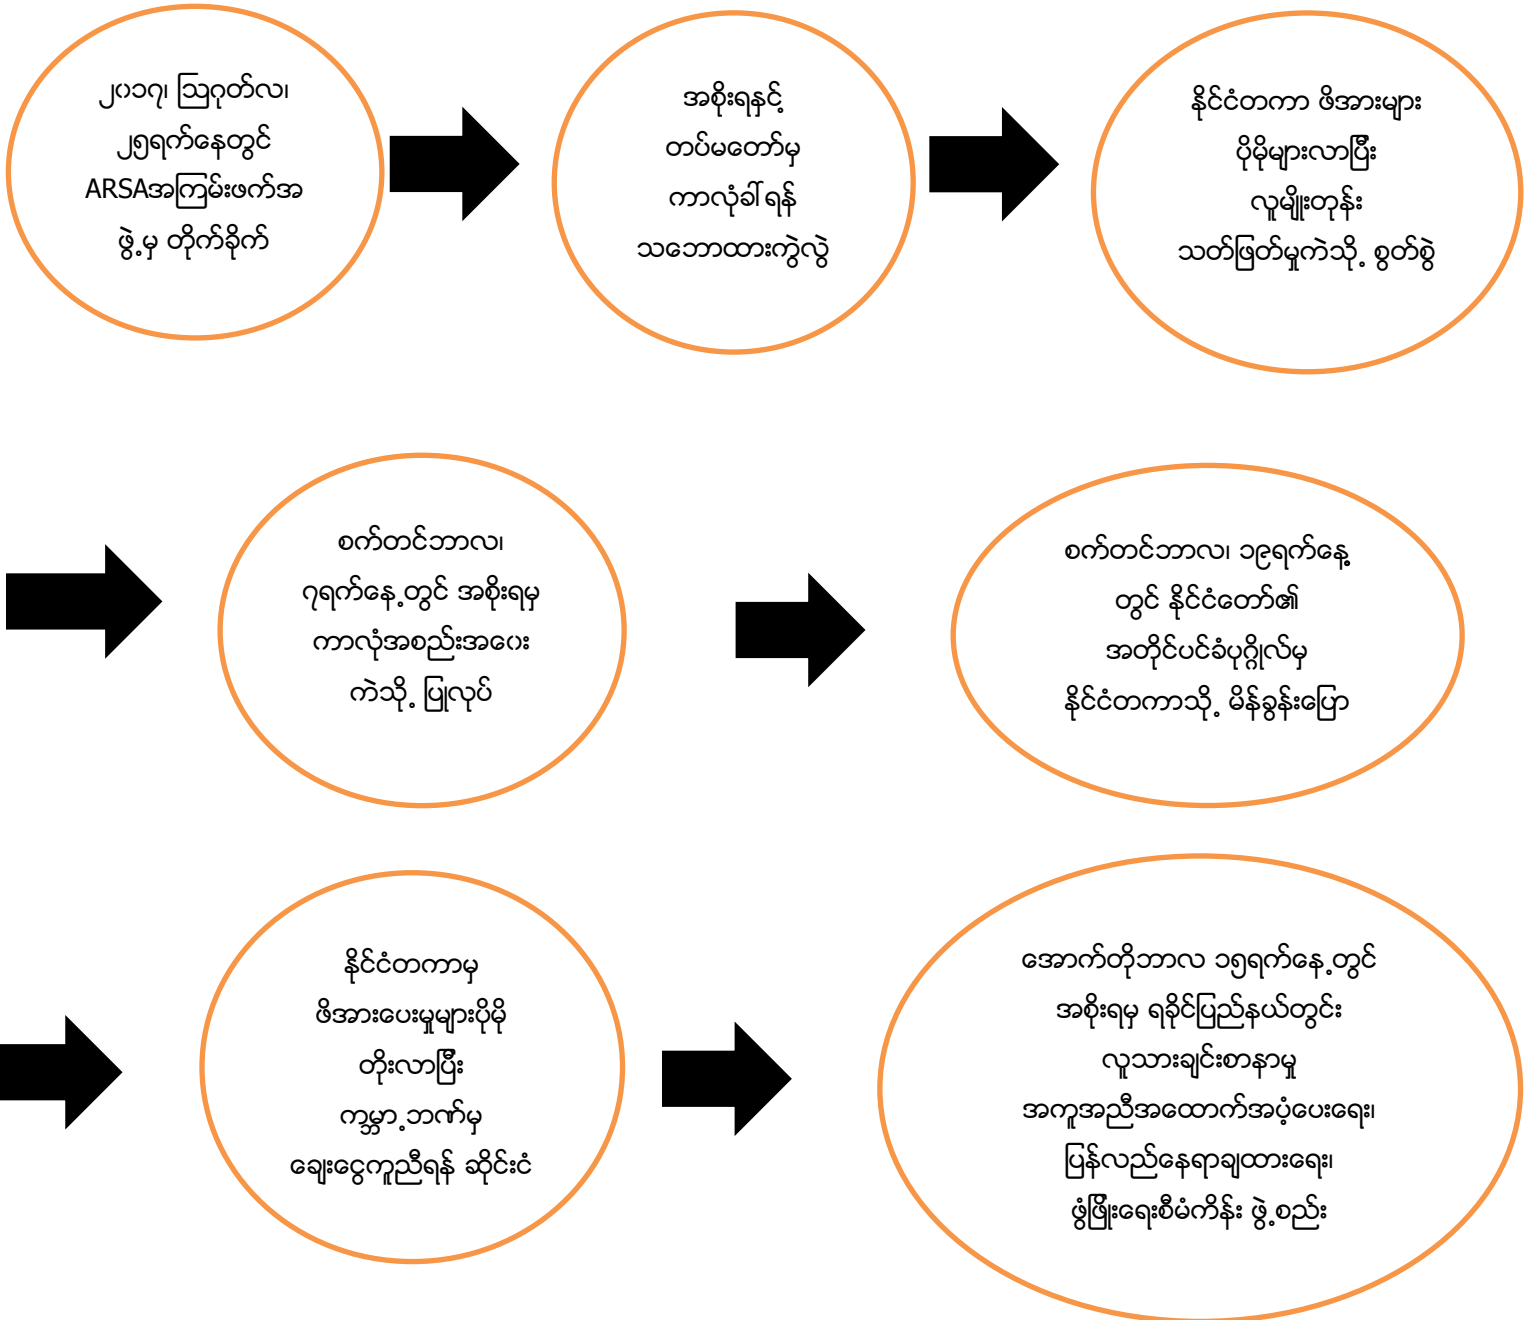 ၂၀၁၇၊ ဩဂုတ်လ၊
၂၅ရက်နေတွင်
ARSAအကြမ်းဖက်အ
ဖွဲ့မှ တိုက်ခိုက်
အစိုးရနှင့်
တပ်မတော်မှ
ကာလုံခေါ်ရန်
သဘောထားကွဲလွဲ
နိုင်ငံတကာ ဖိအားများ
ပိုမိုများလာပြီး
လူမျိုးတုန်း
သတ်ဖြတ်မှုကဲသို့ စွတ်စွဲ
စက်တင်ဘာလ၊
၇ရက်နေ့တွင် အစိုးရမှ
ကာလုံအစည်းအဝေး
ကဲသို့ ပြုလုပ်
စက်တင်ဘာလ၊ ၁၉ရက်နေ့
တွင် နိုင်ငံတော်၏
အတိုင်ပင်ခံပုဂ္ဂိုလ်မှ
နိုင်ငံတကာသို့ မိန်ခွန်းပြော
နိုင်ငံတကာမှ
ဖိအားပေးမှုများပိုမို
တိုးလာပြီး
ကမ္ဘာ့ဘဏ်မှ
ချေးငွေကူညီရန် ဆိုင်းငံ
အောက်တိုဘာလ ၁၅ရက်နေ့တွင်
အစိုးရမှ ရခိုင်ပြည်နယ်တွင်း
လူသားချင်းစာနာမှု
အကူအညီအထောက်အပံ့ပေးရေး၊
ပြန်လည်နေရာချထားရေး၊
ဖွံဖြိုးရေးစီမံကိန်း ဖွဲ့စည်း